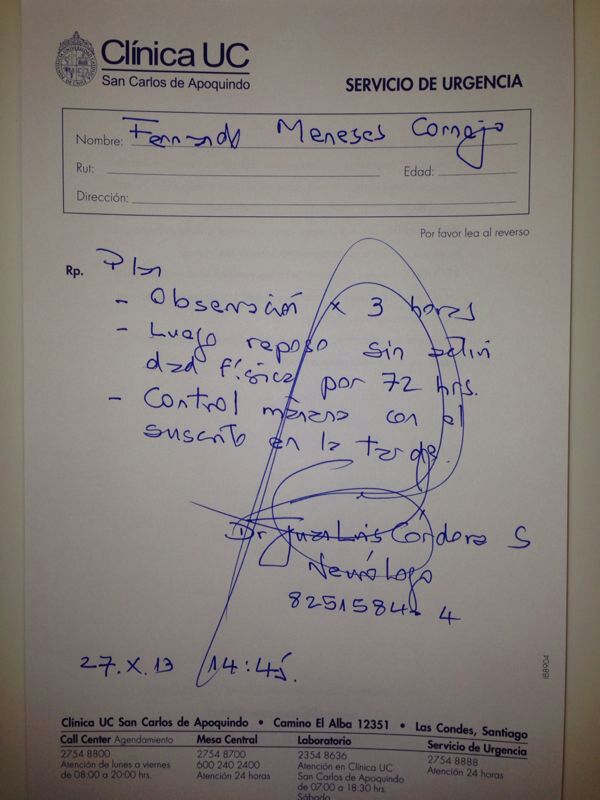 Clínica UC
San Carlos de Apoquindo
SERVICIO DE URGENCIA
Nombre: Fernando Meneses Cornejo
Rut:
Edad:
Dirección:
Por favor lea al reverso
Rp. Plan
- Observación x 3 horas
- Luego reposo sin activi
dad física por 72 hrs.
- Control mañana con el
suscrito en la tarde.
Dr Juan Luis Córdova S
Neurólogo
8251584-4
27.X.13 14:45.
188904
Clínica UC San Carlos de Apoquindo • Camino El Alba 12351 • Las Condes, Santiago
Call Center Agendamiento
2754 8800
Atención de lunes a viernes
de 08:00 a 20:00 hrs.
Mesa Central
2754 8700
600 240 2400
Atención 24 horas
Laboratorio
2354 8636
Atención en Clínica UC
San Carlos de Apoquindo
de 07:00 a 18:30 hrs.
Sábado
Servicio de Urgencia
2754 8888
Atención 24 horas